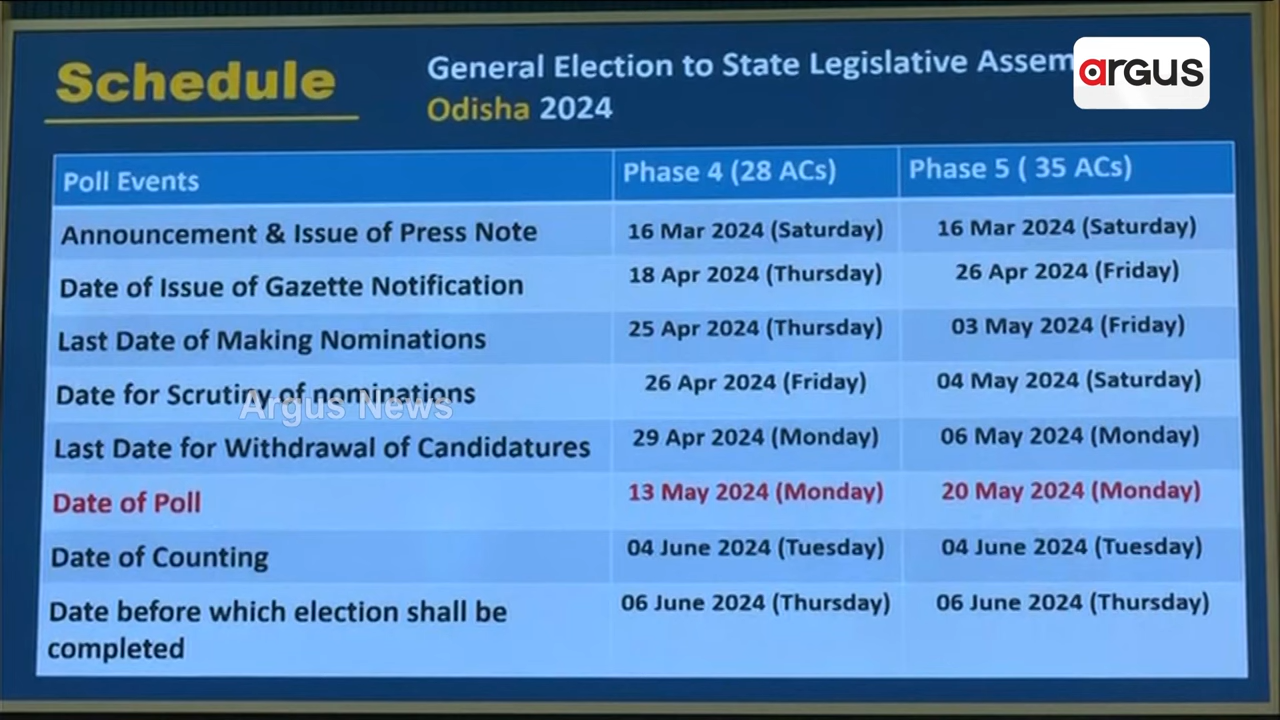 Schedule
General Election to State Legislative Assem
Odisha 2024
argus
Poll Events Phase 4 (28 ACs) Phase 5 ( 35 ACs)
Announcement & Issue of Press Note 16 Mar 2024 (Saturday) 16 Mar 2024 (Saturday)
Date of Issue of Gazette Notification 18 Apr 2024 (Thursday) 26 Apr 2024 (Friday)
Last Date of Making Nominations 25 Apr 2024 (Thursday) 03 May 2024 (Friday)
Date for Scrutiny of nominations 26 Apr 2024 (Friday) 04 May 2024 (Saturday)
Argus News
Last Date for Withdrawal of Candidatures 29 Apr 2024 (Monday) 06 May 2024 (Monday)
Date of Poll 13 May 2024 (Monday) 20 May 2024 (Monday)
Date of Counting 04 June 2024 (Tuesday) 04 June 2024 (Tuesday)
Date before which election shall be 06 June 2024 (Thursday) 06 June 2024 (Thursday)
completed